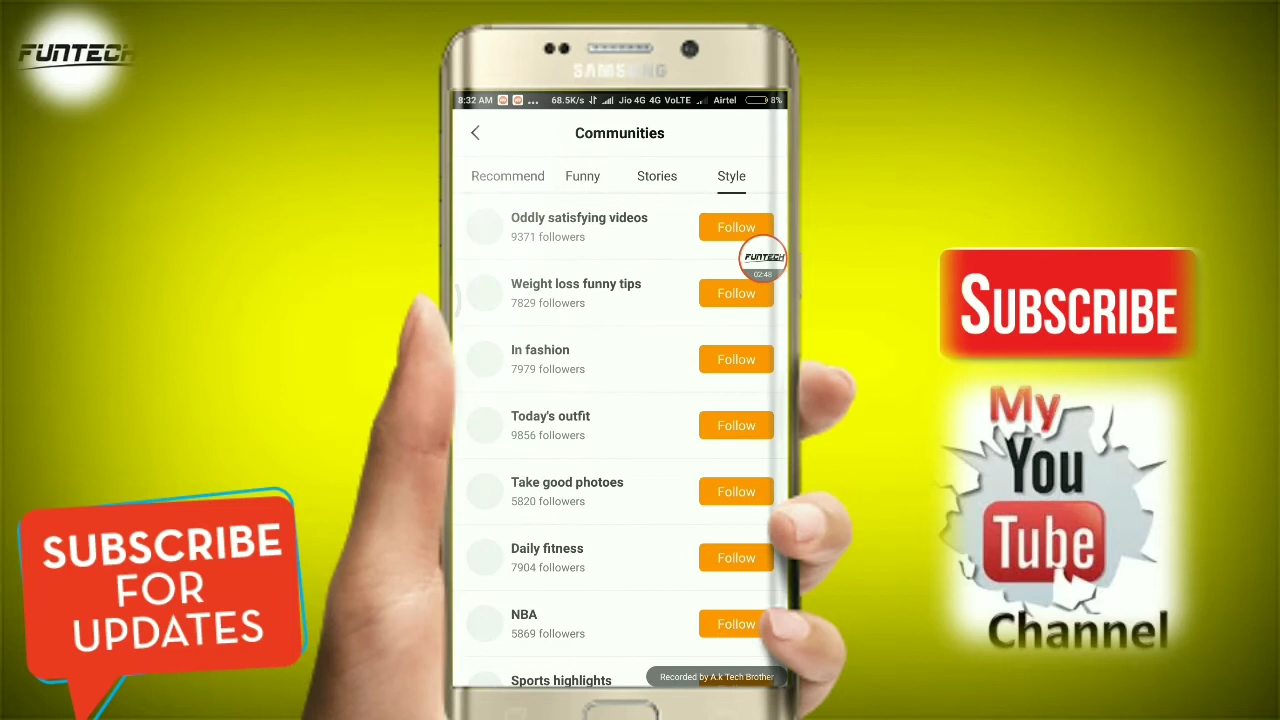 FUNTECH
SAMSUNG
8:32 AM ... 68.5K/s Jio 4G 4G VoLTE Airtel 8%
Communities
Recommend Funny Stories Style
Oddly satisfying videos
9371 followers
Follow
FUNTECH
02:48
Weight loss funny tips
7829 followers
Follow
In fashion
7979 followers
Follow
Today's outfit
9856 followers
Follow
Take good photoes
5820 followers
Follow
Daily fitness
7904 followers
Follow
NBA
5869 followers
Follow
Sports highlights
Recorded by A.k Tech Brother
SUBSCRIBE
FOR
UPDATES
SUBSCRIBE
My
You
Tube
Channel